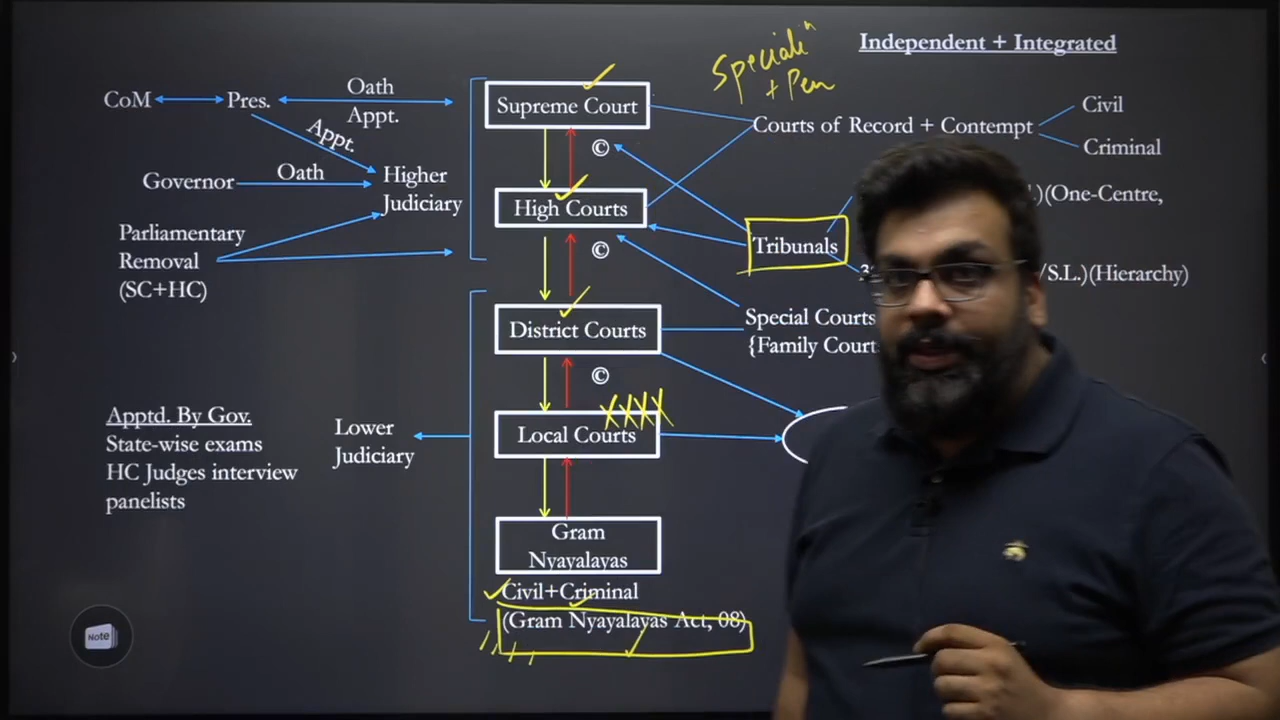 Independent + Integrated
Speciali^n
+ Pen
CoM
Pres.
Oath
Appt.
Appt.
Governor
Oath
Higher
Judiciary
Parliamentary
Removal
(SC+HC)
Supreme Court
©
High Courts
©
District Courts
©
Local Courts
XXXX
Gram
Nyayalayas
Civil+Criminal
(Gram Nyayalayas Act, 08)
Courts of Record + Contempt
Civil
Criminal
Tribunals
(One-Centre,
/S.L.)(Hierarchy)
Special Courts
{Family Courts
Lower
Judiciary
Apptd. By Gov.
State-wise exams
HC Judges interview
panelists
Note